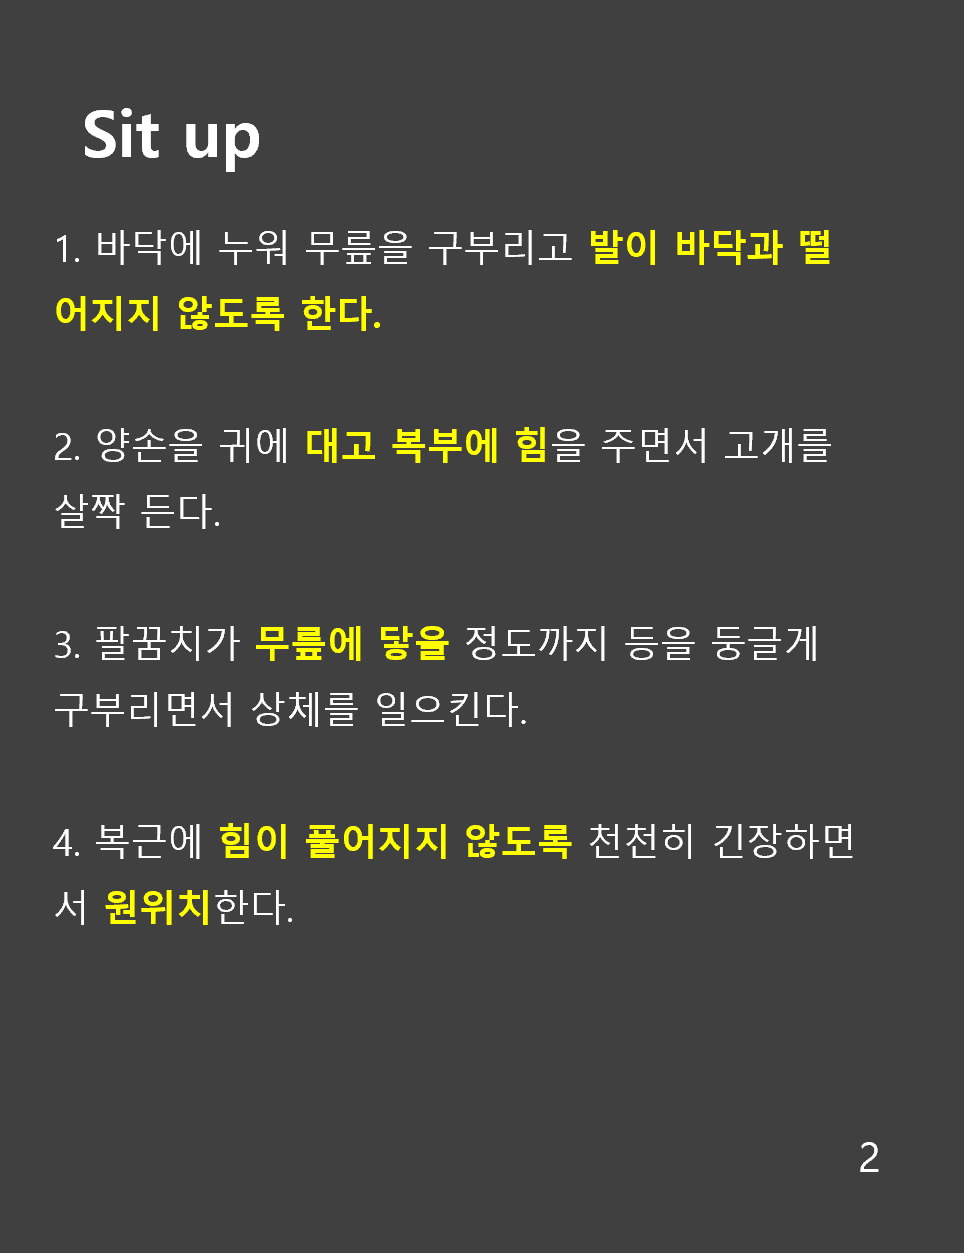 Sit up
1. 바닥에 누워 무릎을 구부리고 발이 바닥과 떨
어지지 않도록 한다.
2. 양손을 귀에 대고 복부에 힘을 주면서 고개를
살짝 든다.
3. 팔꿈치가 무릎에 닿을 정도까지 등을 둥글게
구부리면서 상체를 일으킨다.
4. 복근에 힘이 풀어지지 않도록 천천히 긴장하면
서 원위치한다.
2